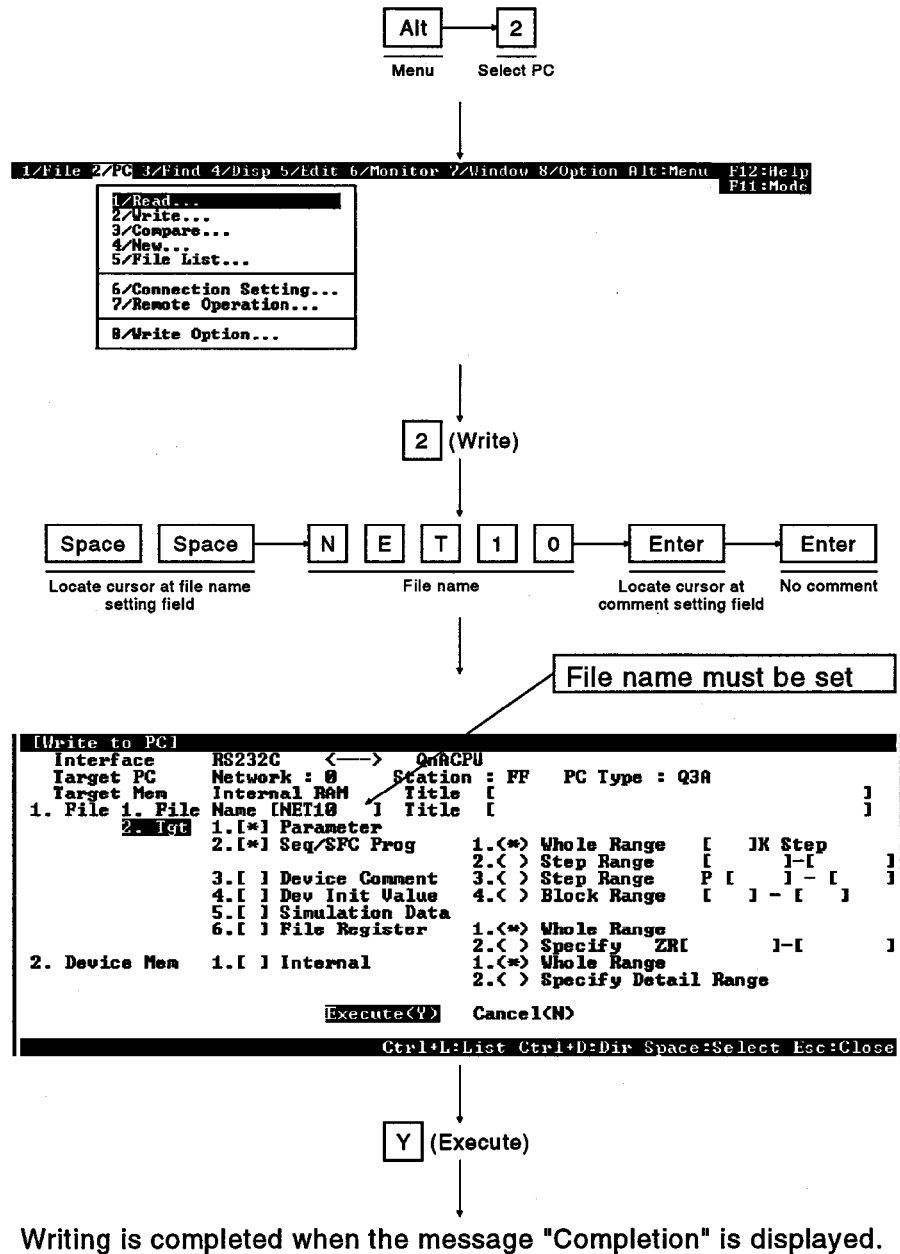 Alt 2
Menu Select PC
1/File 2/PC 3/Find 4/Disp 5/Edit 6/Monitor 7/Window 8/Option Alt:Menu F12:Help
F11:Mode
1/Read...
2/Write...
3/Compare...
4/New...
5/File List...
6/Connection Setting...
7/Remote Operation...
8/Write Option...
2 (Write)
Space Space N E T 1 0 Enter Enter
Locate cursor at file name setting field File name Locate cursor at comment setting field No comment
File name must be set
[Write to PC]
Interface RS232C <---> QnACPU
Target PC Network : 0 Station : FF PC Type : Q3A
Target Mem Internal RAM Title [ ]
1. File 1. File Name [NET10 ] Title [ ]
2. Tgt 1.[*] Parameter
2.[*] Seq/SFC Prog 1.(*) Whole Range [ ]K Step
2.( ) Step Range [ ]-[ ]
3.[ ] Device Comment 3.( ) Step Range P [ ] - [ ]
4.[ ] Dev Init Value 4.( ) Block Range [ ] - [ ]
5.[ ] Simulation Data
6.[ ] File Register 1.(*) Whole Range
2.( ) Specify ZR[ ]-[ ]
2. Device Mem 1.[ ] Internal 1.(*) Whole Range
2.( ) Specify Detail Range
Execute(Y) Cancel(N)
Ctrl+L:List Ctrl+D:Dir Space:Select Esc:Close
Y (Execute)
Writing is completed when the message "Completion" is displayed.